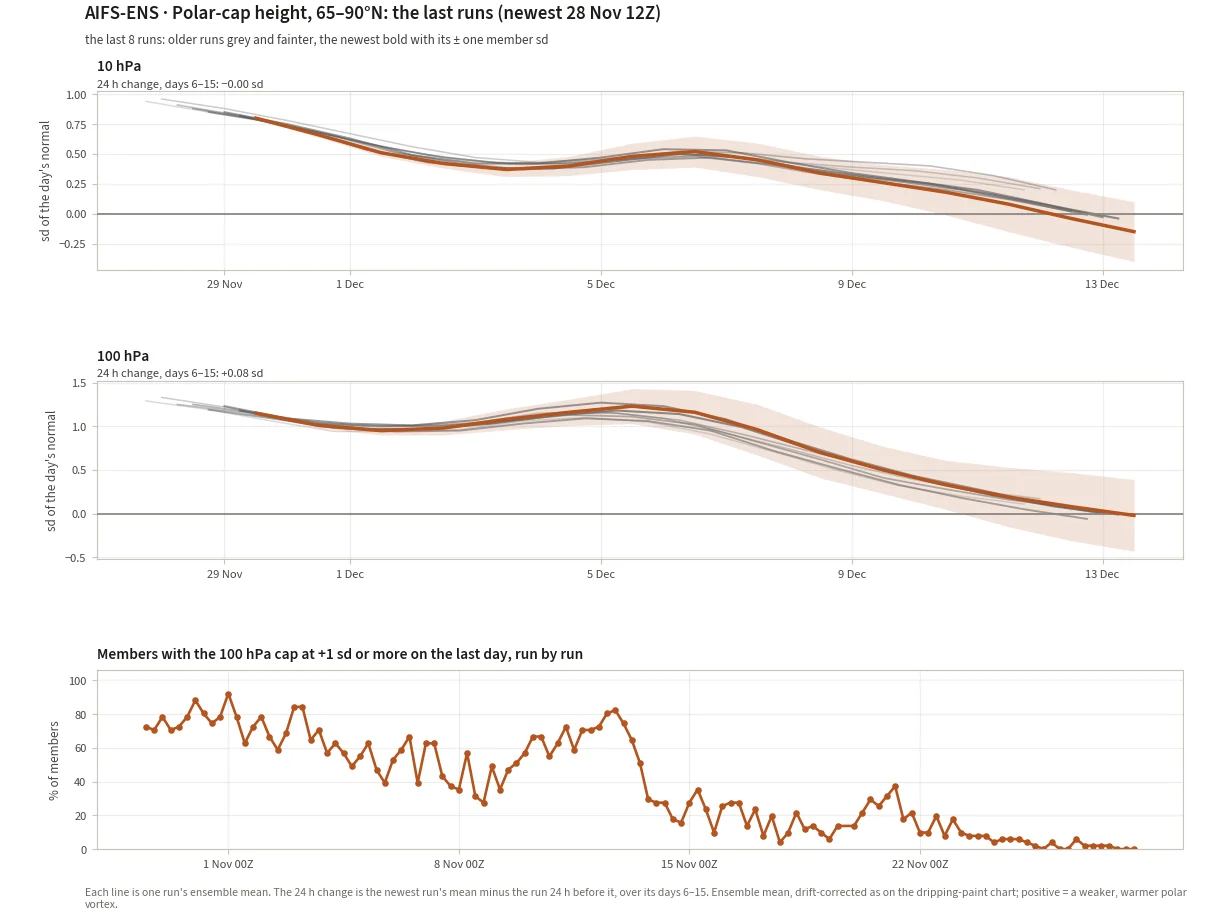 AIFS-ENS · Polar-cap height, 65–90°N: the last runs (newest 28 Nov 12Z)
the last 8 runs: older runs grey and fainter, the newest bold with its ± one member sd
10 hPa
24 h change, days 6–15: −0.00 sd
sd of the day's normal
1.00
0.75
0.50
0.25
0.00
−0.25
29 Nov
1 Dec
5 Dec
9 Dec
13 Dec
100 hPa
24 h change, days 6–15: +0.08 sd
sd of the day's normal
1.5
1.0
0.5
0.0
−0.5
29 Nov
1 Dec
5 Dec
9 Dec
13 Dec
Members with the 100 hPa cap at +1 sd or more on the last day, run by run
% of members
100
80
60
40
20
0
1 Nov 00Z
8 Nov 00Z
15 Nov 00Z
22 Nov 00Z
Each line is one run's ensemble mean. The 24 h change is the newest run's mean minus the run 24 h before it, over its days 6–15. Ensemble mean, drift-corrected as on the dripping-paint chart; positive = a weaker, warmer polar
vortex.